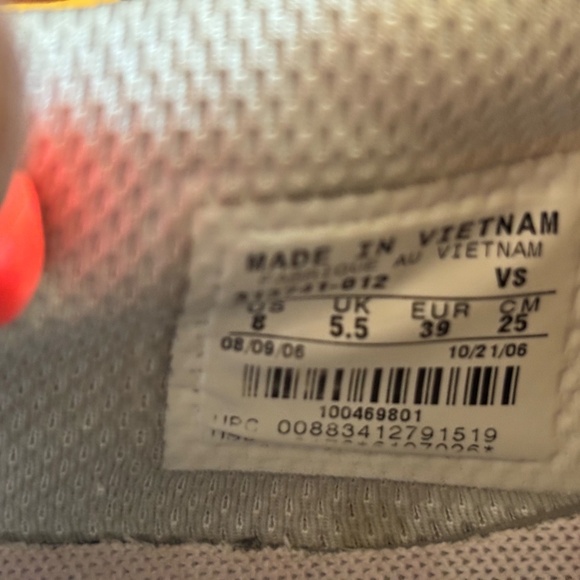 MADE IN VIETNAM
AU VIETNAM
VS
US UK EUR CM
8 5.5 39 25
08/09/06 10/21/06
100469801
UPC 00883412791519